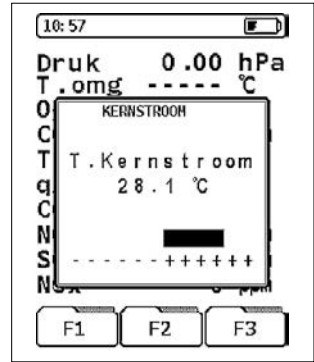 10:57
Druk 0.00 hPa
T.omg ----- °C
KERNSTROOM
T.Kernstroom
28.1 °C
------++++++
F1 F2 F3